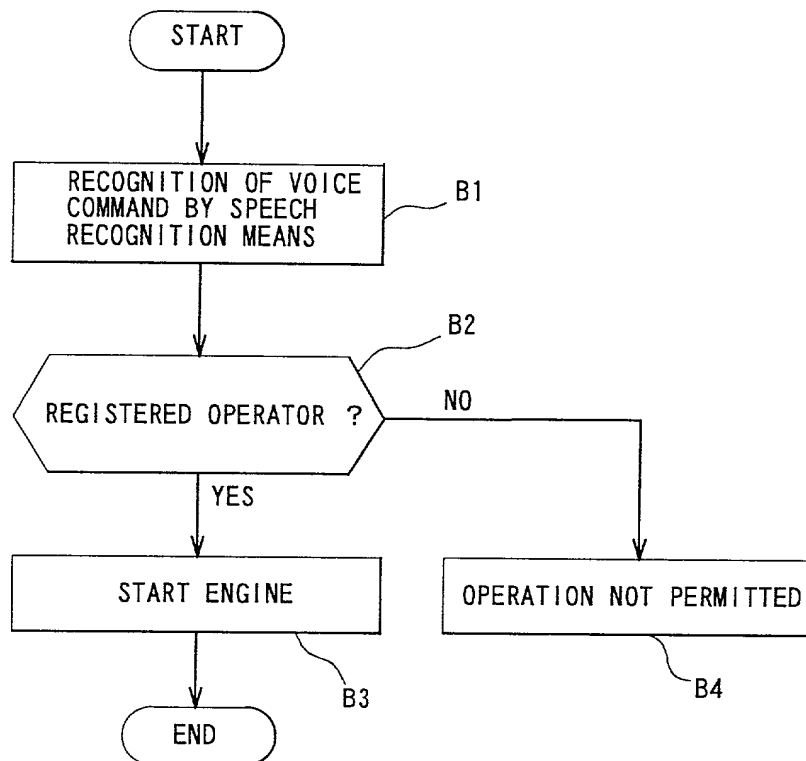 START
RECOGNITION OF VOICE
COMMAND BY SPEECH
RECOGNITION MEANS
B1
B2
REGISTERED OPERATOR ?
NO
YES
START ENGINE
OPERATION NOT PERMITTED
B3
B4
END